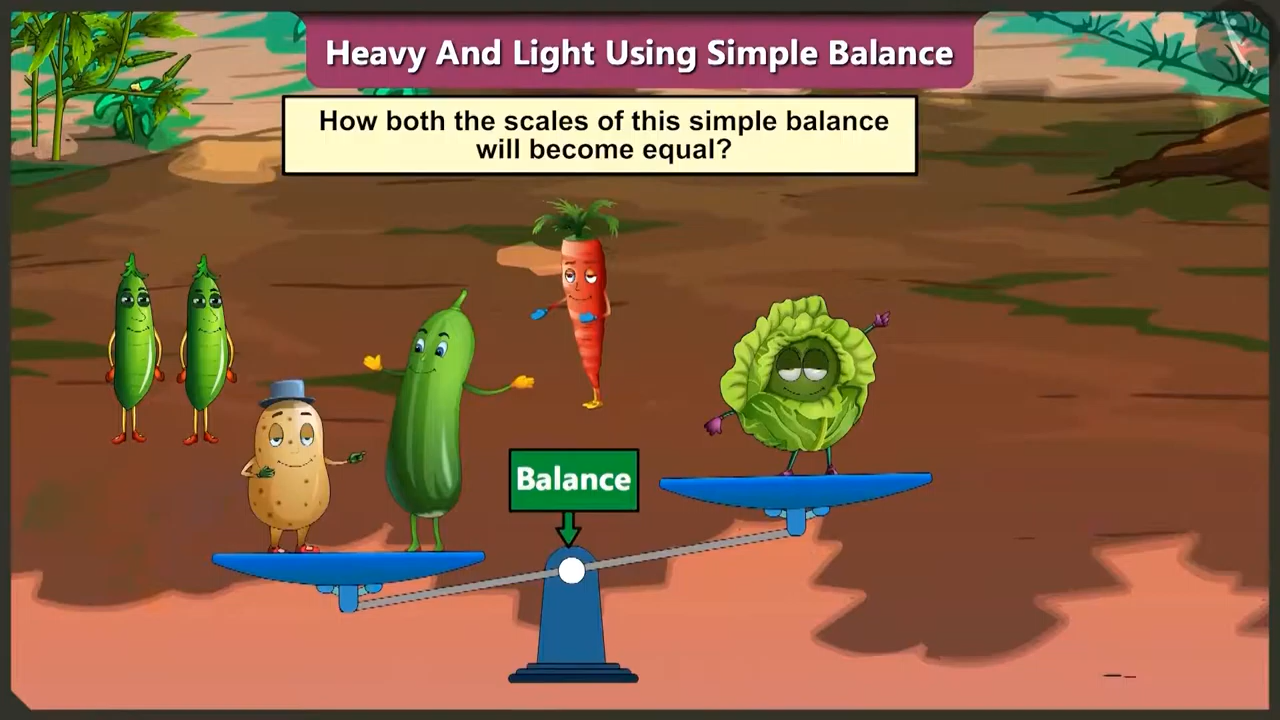 Heavy And Light Using Simple Balance
How both the scales of this simple balance
will become equal?
Balance